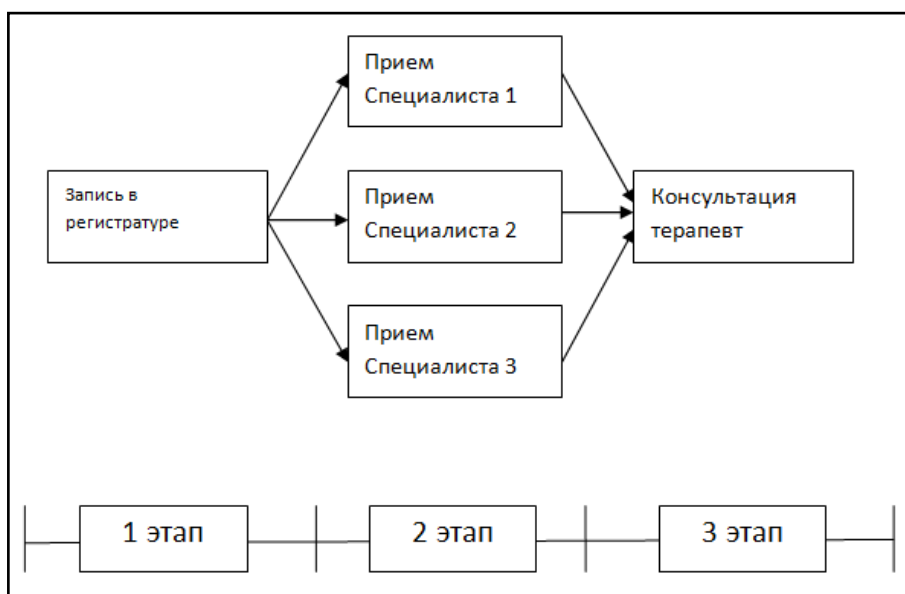 Прием
Специалиста 1
Запись в
регистратуре
Прием
Специалиста 2
Консультация
терапевт
Прием
Специалиста 3
1 этап
2 этап
3 этап